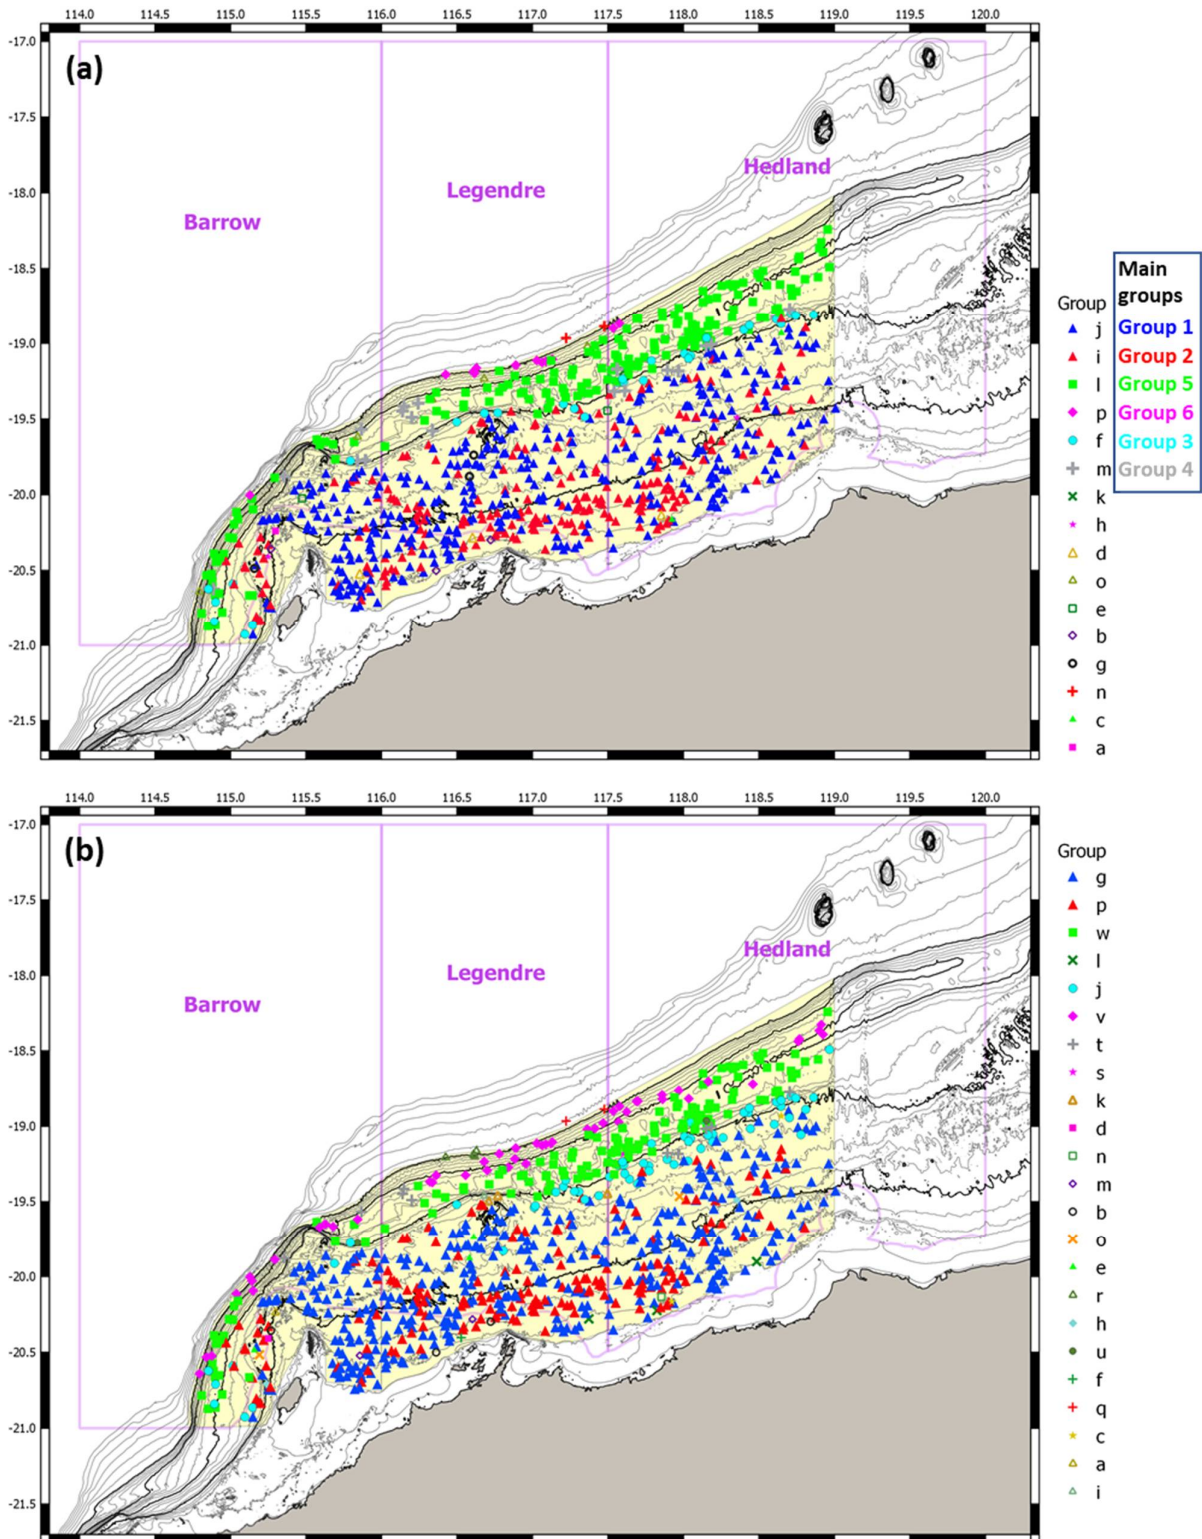 114.0 114.5 115.0 115.5 116.0 116.5 117.0 117.5 118.0 118.5 119.0 119.5 120.0
-17.0
(a)
-17.5
Hedland
-18.0
Legendre
Barrow
-18.5
-19.0
-19.5
-20.0
-20.5
-21.0
-21.5
Main
groups
Group 1
Group 2
Group 5
Group 6
Group 3
Group 4
Group
j
i
l
p
f
m
k
h
d
o
e
b
g
n
c
a
114.0 114.5 115.0 115.5 116.0 116.5 117.0 117.5 118.0 118.5 119.0 119.5 120.0
-17.0
(b)
-17.5
Hedland
-18.0
Legendre
Barrow
-18.5
-19.0
-19.5
-20.0
-20.5
-21.0
-21.5
Group
g
p
w
l
j
v
t
s
k
d
n
m
b
o
e
r
h
u
f
q
c
a
i